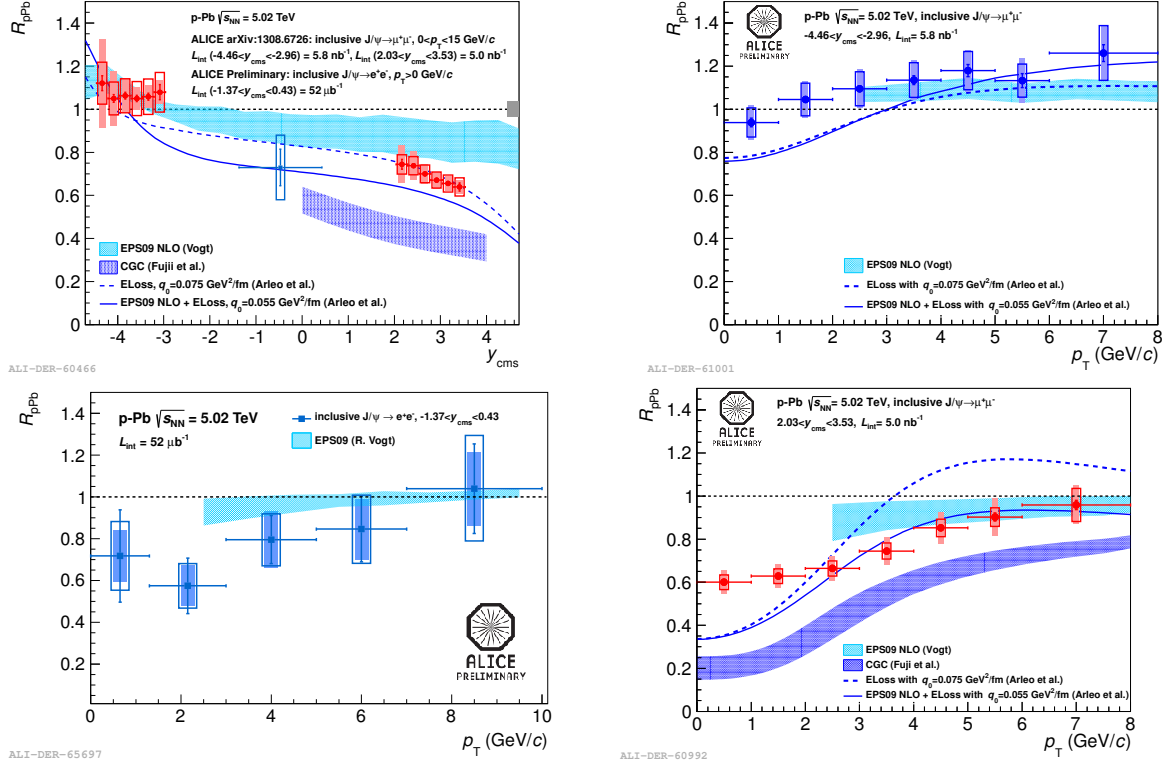 R_pPb
p-Pb √s_NN = 5.02 TeV
ALICE arXiv:1308.6726: inclusive J/ψ→μ⁺μ⁻, 0<p_T<15 GeV/c
L_int (-4.46<y_cms<-2.96) = 5.8 nb⁻¹, L_int (2.03<y_cms<3.53) = 5.0 nb⁻¹
ALICE Preliminary: inclusive J/ψ→e⁺e⁻, p_T>0 GeV/c
L_int (-1.37<y_cms<0.43) = 52 μb⁻¹
1.4
1.2
1
0.8
0.6
0.4
0.2
0
EPS09 NLO (Vogt)
CGC (Fujii et al.)
ELoss, q₀=0.075 GeV²/fm (Arleo et al.)
EPS09 NLO + ELoss, q₀=0.055 GeV²/fm (Arleo et al.)
-4 -3 -2 -1 0 1 2 3 4
y_cms
ALI-DER-60466
R_pPb
ALICE
PRELIMINARY
p-Pb √s_NN = 5.02 TeV, inclusive J/ψ→μ⁺μ⁻
-4.46<y_cms<-2.96, L_int= 5.8 nb⁻¹
1.4
1.2
1
0.8
0.6
0.4
0.2
0
EPS09 NLO (Vogt)
ELoss with q₀=0.075 GeV²/fm (Arleo et al.)
EPS09 NLO + ELoss with q₀=0.055 GeV²/fm (Arleo et al.)
0 1 2 3 4 5 6 7 8
p_T (GeV/c)
ALI-DER-61001
R_pPb
p-Pb √s_NN = 5.02 TeV
L_int = 52 μb⁻¹
inclusive J/ψ → e⁺e⁻, -1.37<y_cms<0.43
EPS09 (R. Vogt)
1.4
1.2
1
0.8
0.6
0.4
0.2
ALICE
PRELIMINARY
0 2 4 6 8 10
p_T (GeV/c)
ALI-DER-65697
R_pPb
ALICE
PRELIMINARY
p-Pb √s_NN = 5.02 TeV, inclusive J/ψ→μ⁺μ⁻
2.03<y_cms<3.53, L_int= 5.0 nb⁻¹
1.4
1.2
1
0.8
0.6
0.4
0.2
0
EPS09 NLO (Vogt)
CGC (Fuji et al.)
ELoss with q₀=0.075 GeV²/fm (Arleo et al.)
EPS09 NLO + ELoss with q₀=0.055 GeV²/fm (Arleo et al.)
0 1 2 3 4 5 6 7 8
p_T (GeV/c)
ALI-DER-60992